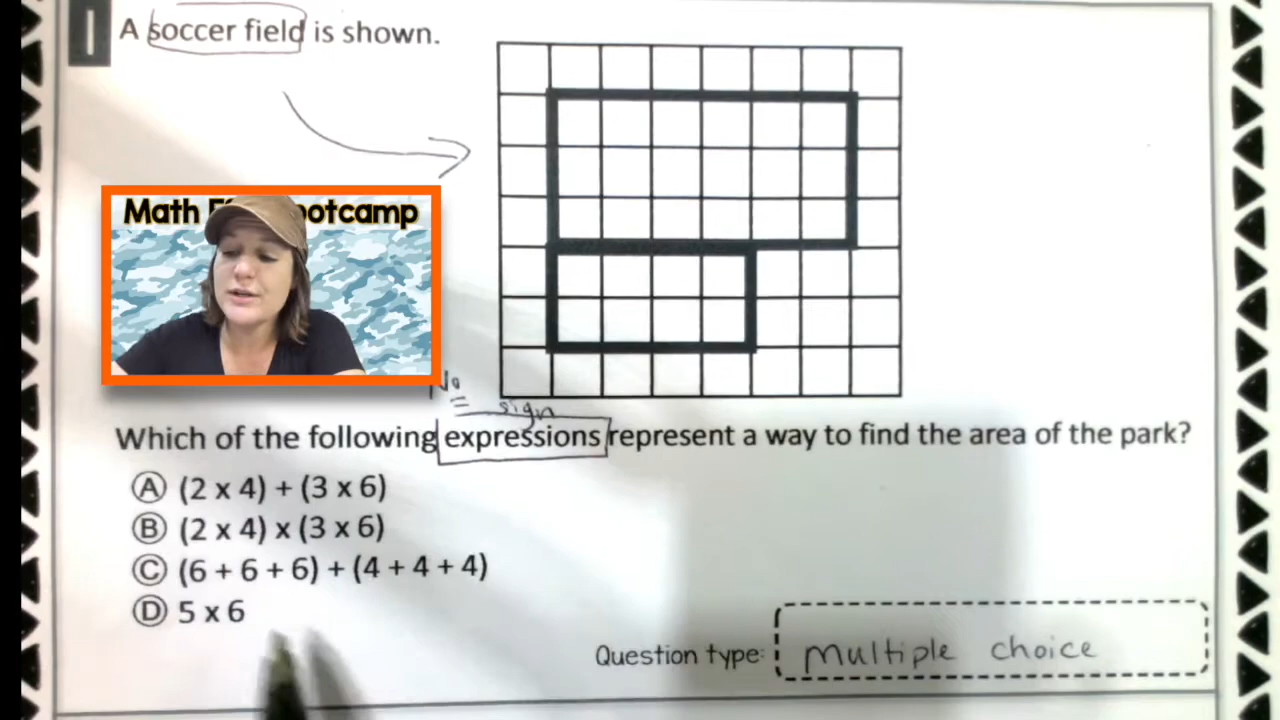 1
A soccer field is shown.
Math ootcamp
No
= sign
Which of the following expressions represent a way to find the area of the park?
A (2 x 4) + (3 x 6)
B (2 x 4) x (3 x 6)
C (6 + 6 + 6) + (4 + 4 + 4)
D 5 x 6
Question type: multiple choice